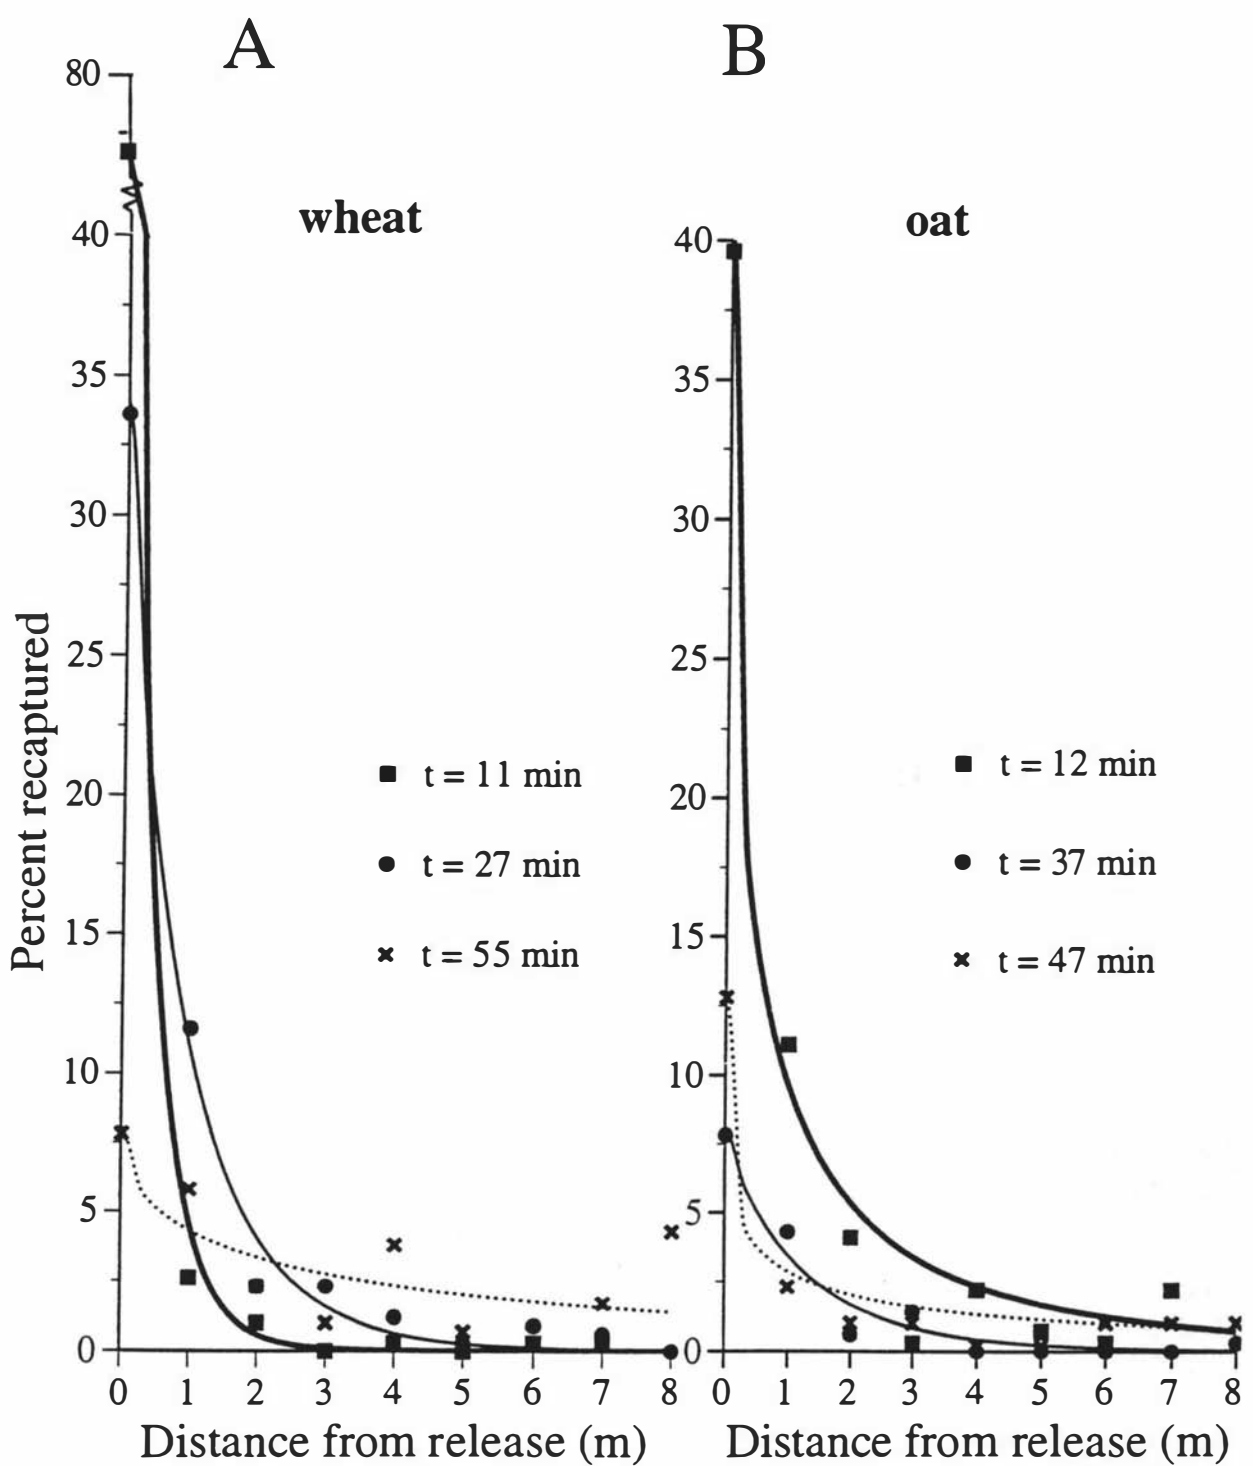 A
B
wheat
oat
80
40
35
30
25
20
15
10
5
0
Percent recaptured
t = 11 min
t = 27 min
t = 55 min
0 1 2 3 4 5 6 7 8
Distance from release (m)
40
35
30
25
20
15
10
5
0
t = 12 min
t = 37 min
t = 47 min
0 1 2 3 4 5 6 7 8
Distance from release (m)